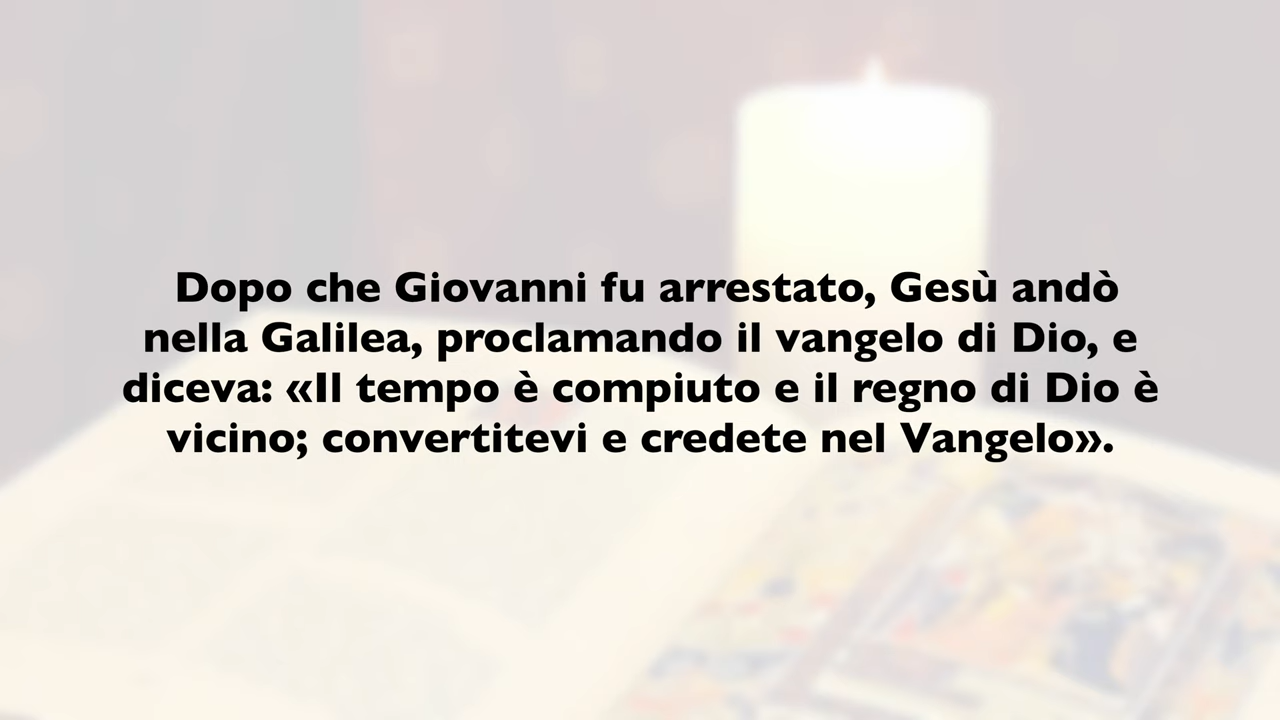 Dopo che Giovanni fu arrestato, Gesù andò
nella Galilea, proclamando il vangelo di Dio, e
diceva: «Il tempo è compiuto e il regno di Dio è
vicino; convertitevi e credete nel Vangelo».